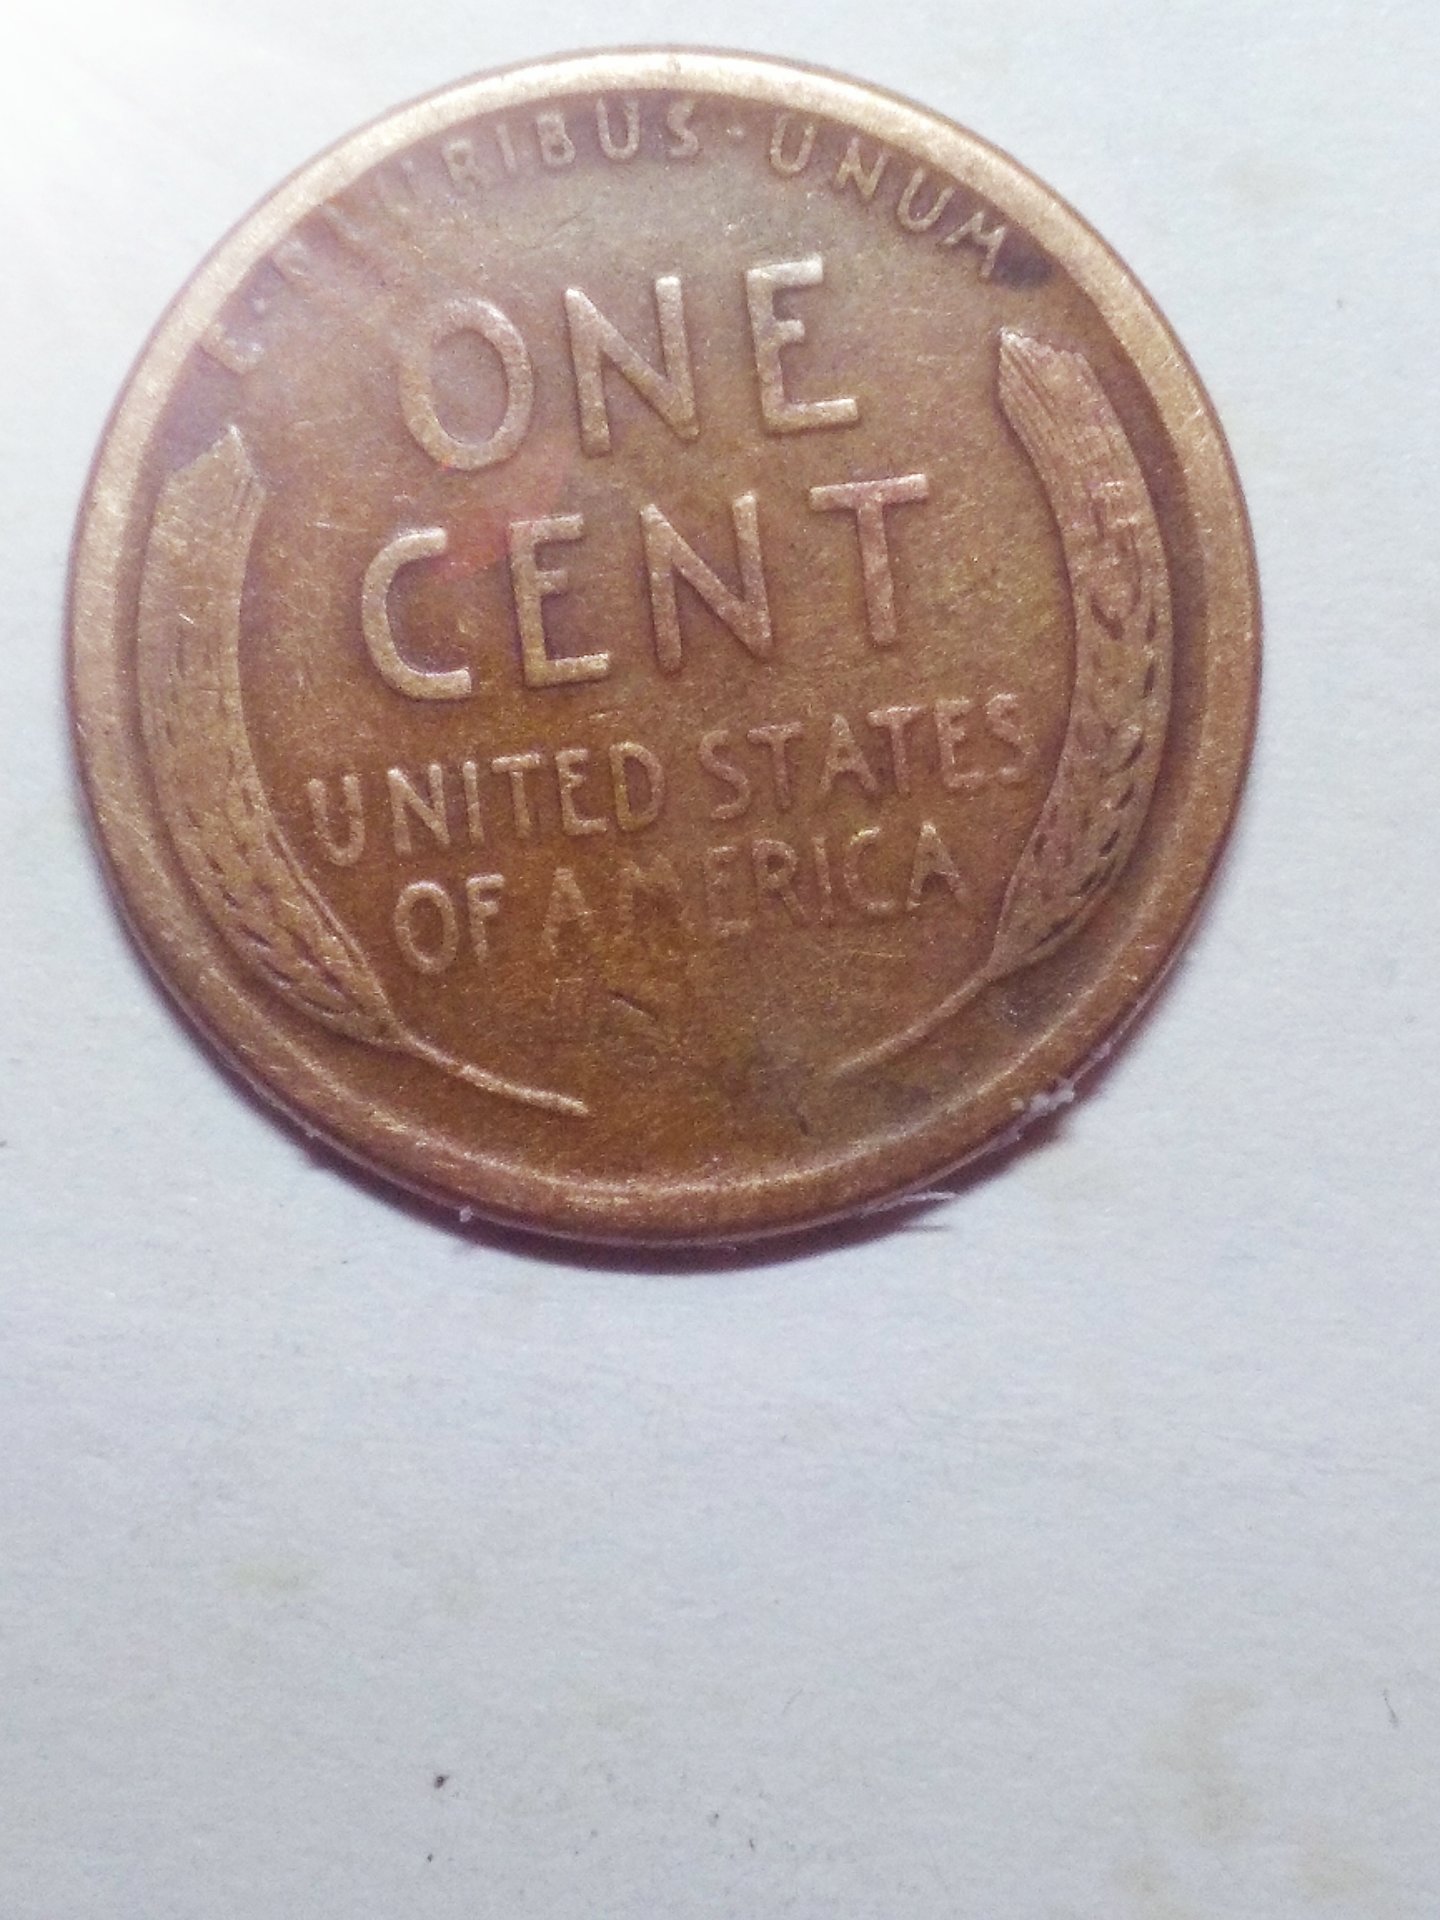 E · PLURIBUS · UNUM
ONE
CENT
UNITED STATES
OF AMERICA